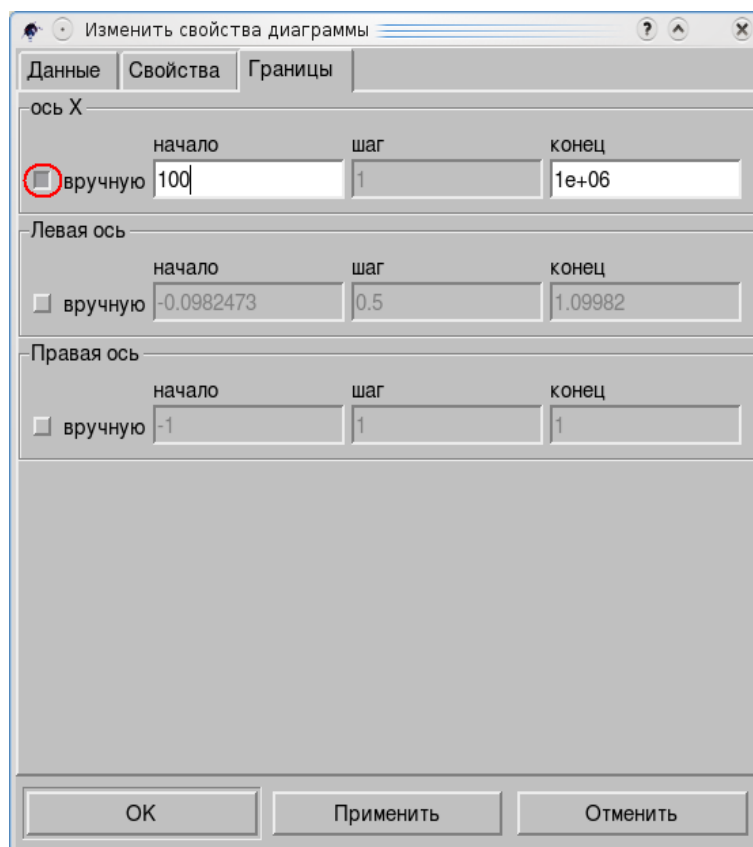 Изменить свойства диаграммы
Данные Свойства Границы
ось X
начало шаг конец
вручную 100 1 1e+06
Левая ось
начало шаг конец
вручную -0.0982473 0.5 1.09982
Правая ось
начало шаг конец
вручную -1 1 1
OK Применить Отменить